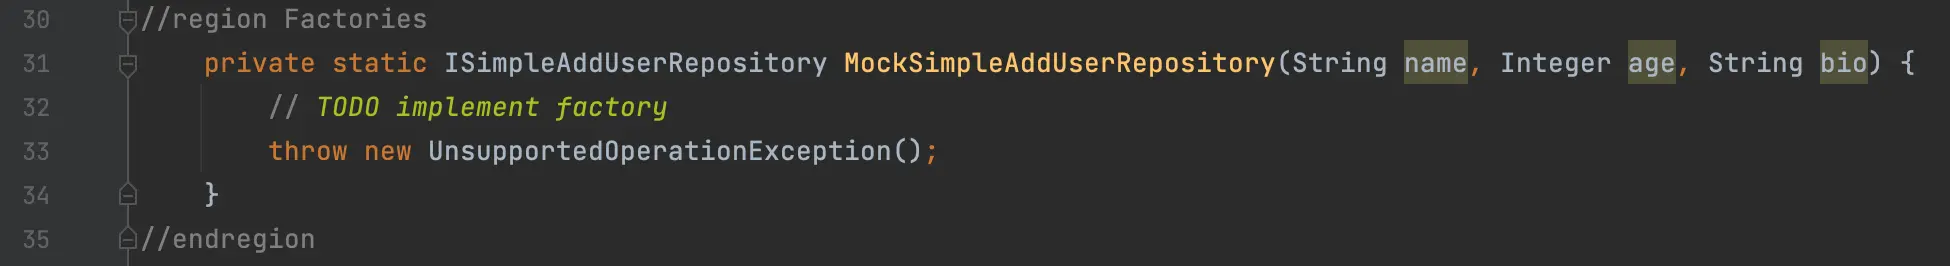 30 //region Factories
31 private static ISimpleAddUserRepository MockSimpleAddUserRepository(String name, Integer age, String bio) {
32 // TODO implement factory
33 throw new UnsupportedOperationException();
34 }
35 //endregion